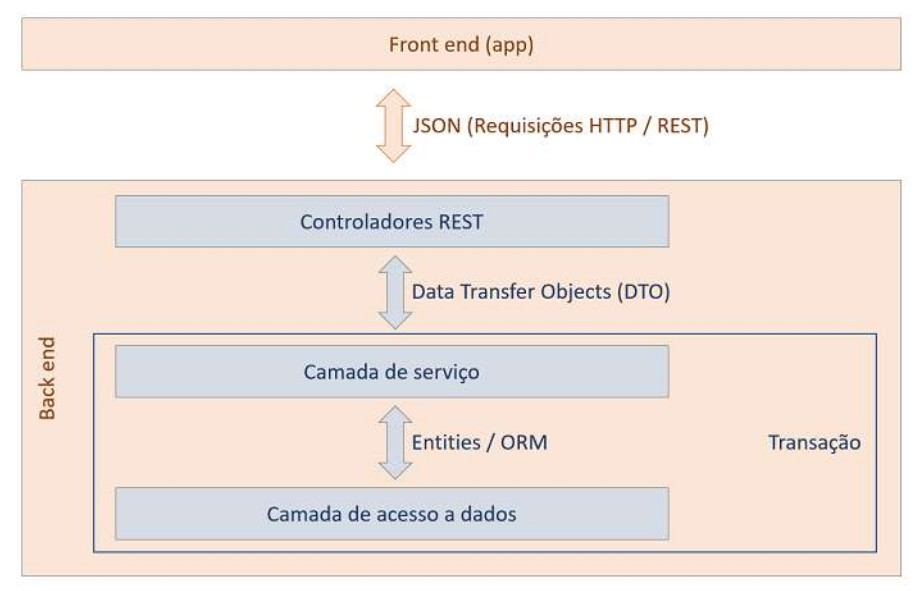 Front end (app)
JSON (Requisições HTTP / REST)
Controladores REST
Data Transfer Objects (DTO)
Back end
Camada de serviço
Entities / ORM
Transação
Camada de acesso a dados